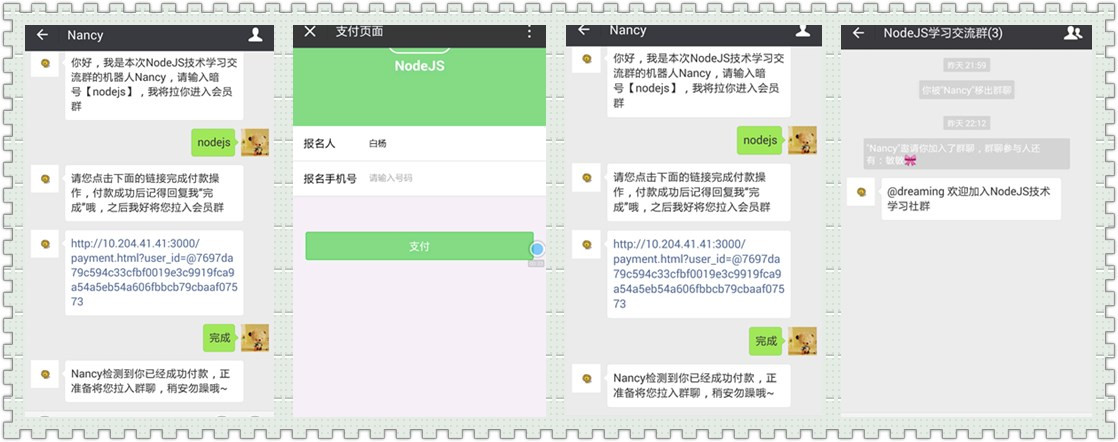 Nancy
你好，我是本次NodeJS技术学习交
流群的机器人Nancy，请输入暗
号【nodejs】，我将拉你进入会员
群
nodejs
请您点击下面的链接完成付款操
作，付款成功后记得回复我“完
成”哦，之后我好将您拉入会员群
http://10.204.41.41:3000/
payment.html?user_id=@7697da
79c594c33cfbf0019e3c9919fca9
a54a5eb54a606fbbcb79cbaaf075
73
完成
Nancy检测到你已经成功付款，正
准备将您拉入群聊，稍安勿躁哦~
支付页面
NodeJS
报名人 白杨
报名手机号 请输入号码
支付
Nancy
你好，我是本次NodeJS技术学习交
流群的机器人Nancy，请输入暗
号【nodejs】，我将拉你进入会员
群
nodejs
请您点击下面的链接完成付款操
作，付款成功后记得回复我“完
成”哦，之后我好将您拉入会员群
http://10.204.41.41:3000/
payment.html?user_id=@7697da
79c594c33cfbf0019e3c9919fca9
a54a5eb54a606fbbcb79cbaaf075
73
完成
Nancy检测到你已经成功付款，正
准备将您拉入群聊，稍安勿躁哦~
NodeJS学习交流群(3)
昨天 21:59
你被“Nancy”移出群聊
昨天 22:12
“Nancy”邀请你加入了群聊，群聊参与人还
有：敏敏🎀
@dreaming 欢迎加入NodeJS技术
学习社群